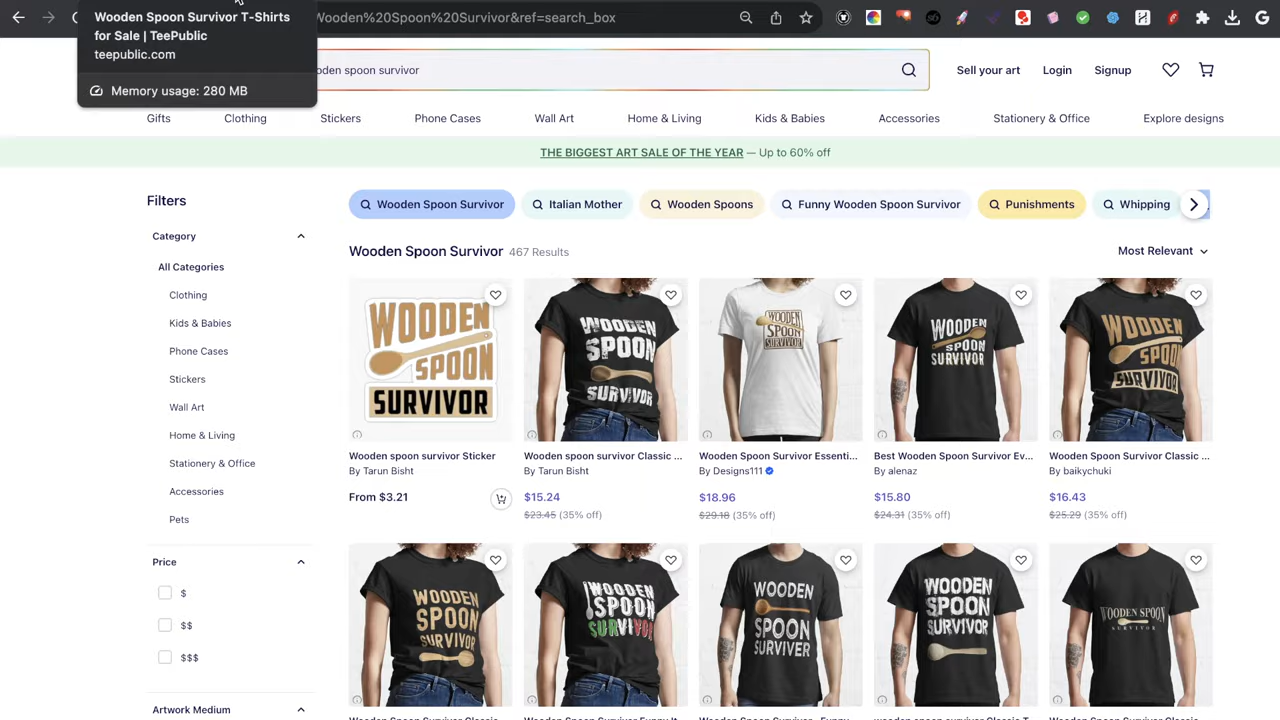 Wooden Spoon Survivor T-Shirts
for Sale | TeePublic
teepublic.com
Memory usage: 280 MB
Wooden%20Spoon%20Survivor&ref=search_box
oden spoon survivor
Sell your art
Login
Signup
Gifts
Clothing
Stickers
Phone Cases
Wall Art
Home & Living
Kids & Babies
Accessories
Stationery & Office
Explore designs
THE BIGGEST ART SALE OF THE YEAR — Up to 60% off
Filters
Category
All Categories
Clothing
Kids & Babies
Phone Cases
Stickers
Wall Art
Home & Living
Stationery & Office
Accessories
Pets
Price
$
$$
$$$
Artwork Medium
Wooden Spoon Survivor
Italian Mother
Wooden Spoons
Funny Wooden Spoon Survivor
Punishments
Whipping
Wooden Spoon Survivor 467 Results
Most Relevant
WOODEN
SPOON
SURVIVOR
WOODEN
SPOON
SURVIVOR
WOODEN
SPOON
SURVIVOR
WOODEN
SPOON
SURVIVOR
WOODEN
SPOON
SURVIVOR
Wooden spoon survivor Sticker
By Tarun Bisht
From $3.21
Wooden spoon survivor Classic ...
By Tarun Bisht
$15.24
$23.45 (35% off)
Wooden Spoon Survivor Essenti...
By Designs111
$18.96
$29.18 (35% off)
Best Wooden Spoon Survivor Ev...
By alenaz
$15.80
$24.31 (35% off)
Wooden Spoon Survivor Classic ...
By baikychuki
$16.43
$25.29 (35% off)
WOODEN
SPOON
SURVIVOR
WOODEN
SPOON
SURVIVOR
WOODEN
SPOON
SURVIVER
WOODEN
SPOON
SURVIVOR
WOODEN SPOON
SURVIVOR